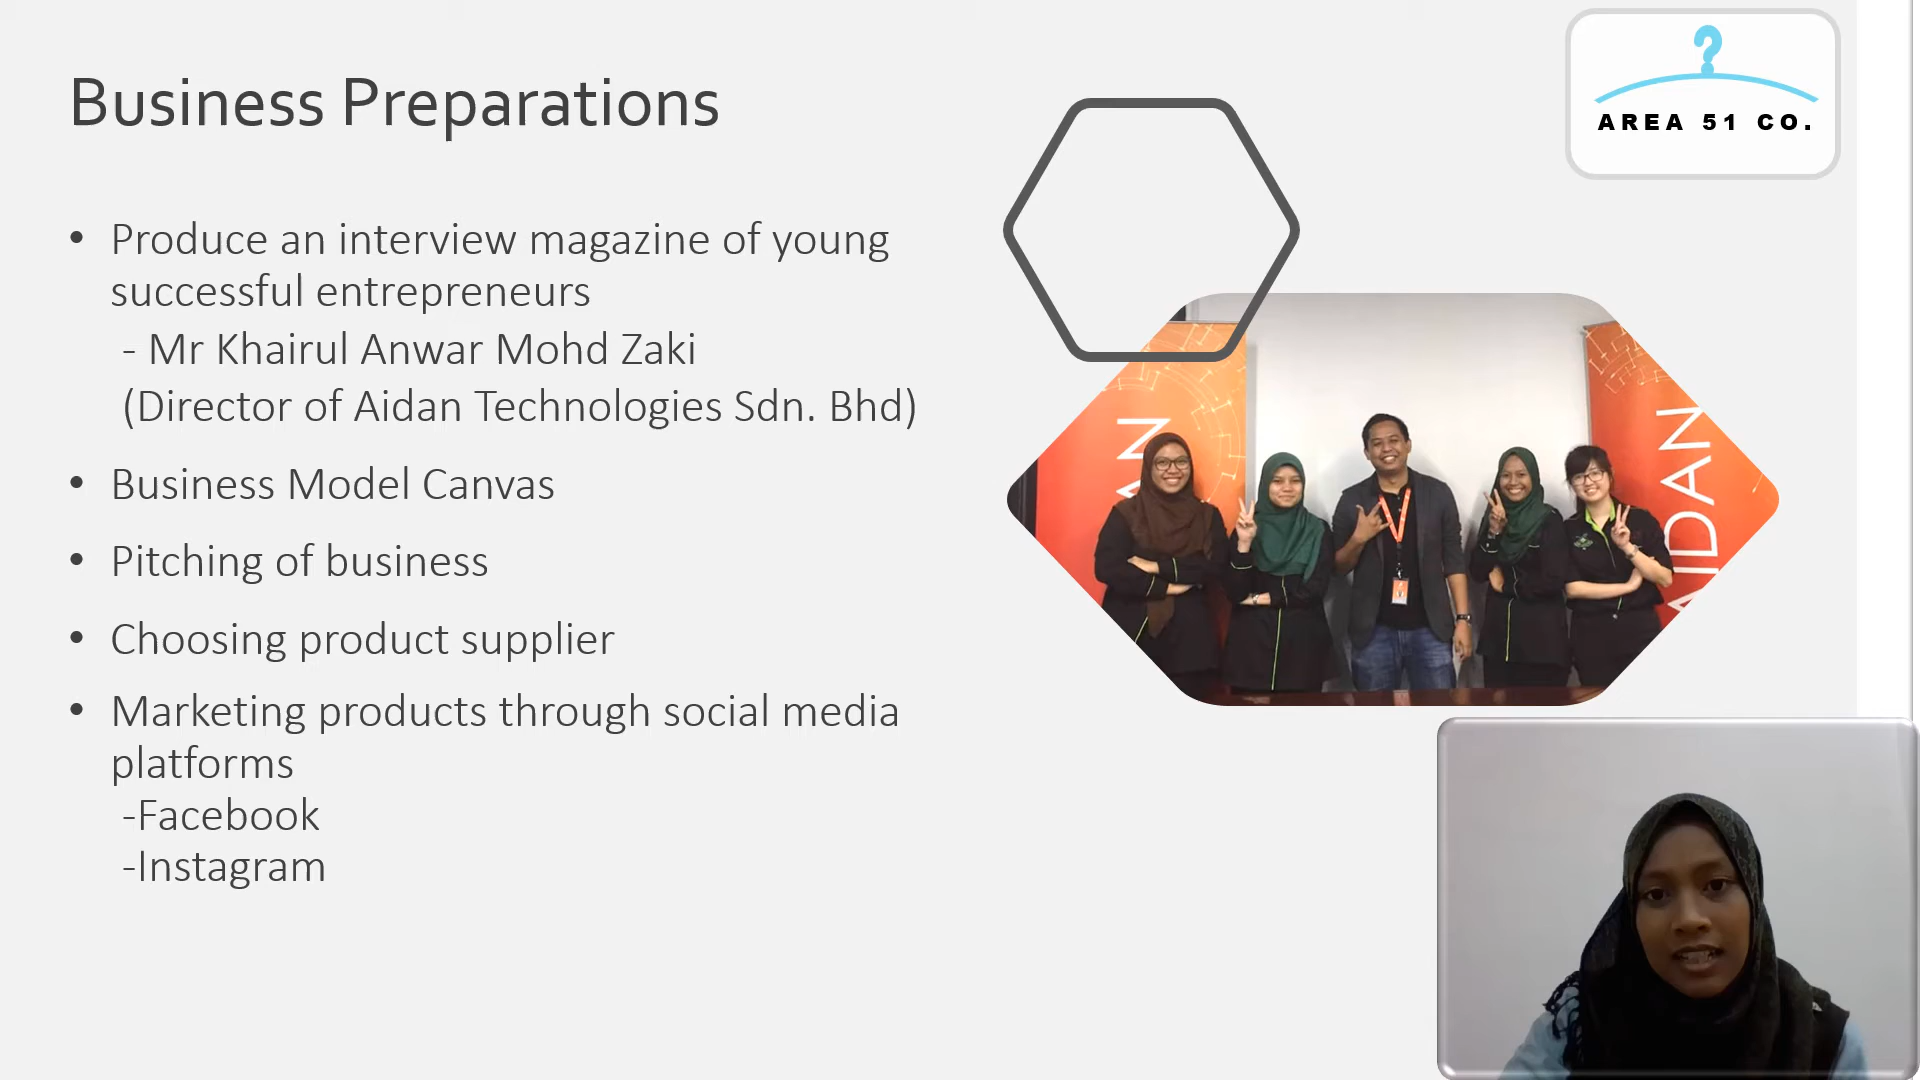 Business Preparations
AREA 51 CO.
• Produce an interview magazine of young
successful entrepreneurs
- Mr Khairul Anwar Mohd Zaki
(Director of Aidan Technologies Sdn. Bhd)
• Business Model Canvas
• Pitching of business
• Choosing product supplier
• Marketing products through social media
platforms
-Facebook
-Instagram
AIDAN